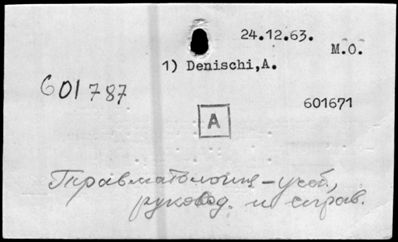 24.12.63.
M.O.
1) Denischi,A.
601787
601671
A
Травматология-учеб.,
руковод. и справ.